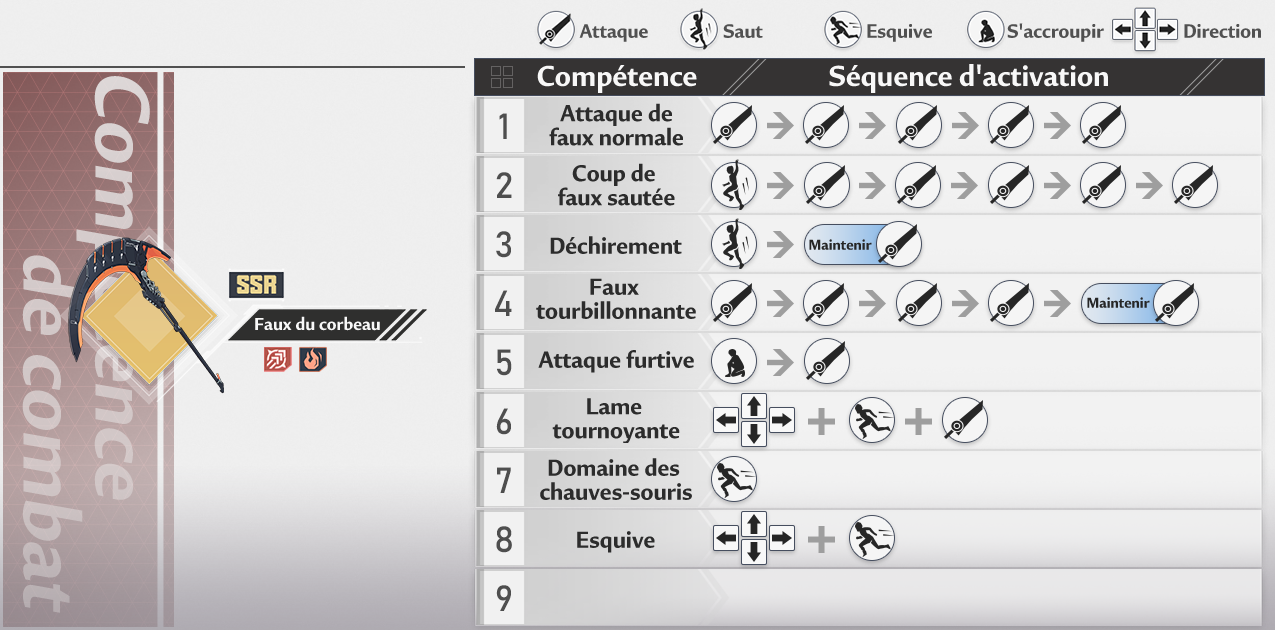 Attaque
Saut
Esquive
S'accroupir
Direction
Compétence
de combat
SSR
Faux du corbeau
Compétence
Séquence d'activation
1
Attaque de
faux normale
2
Coup de
faux sautée
3
Déchirement
Maintenir
4
Faux
tourbillonnante
Maintenir
5
Attaque furtive
6
Lame
tournoyante
7
Domaine des
chauves-souris
8
Esquive
9